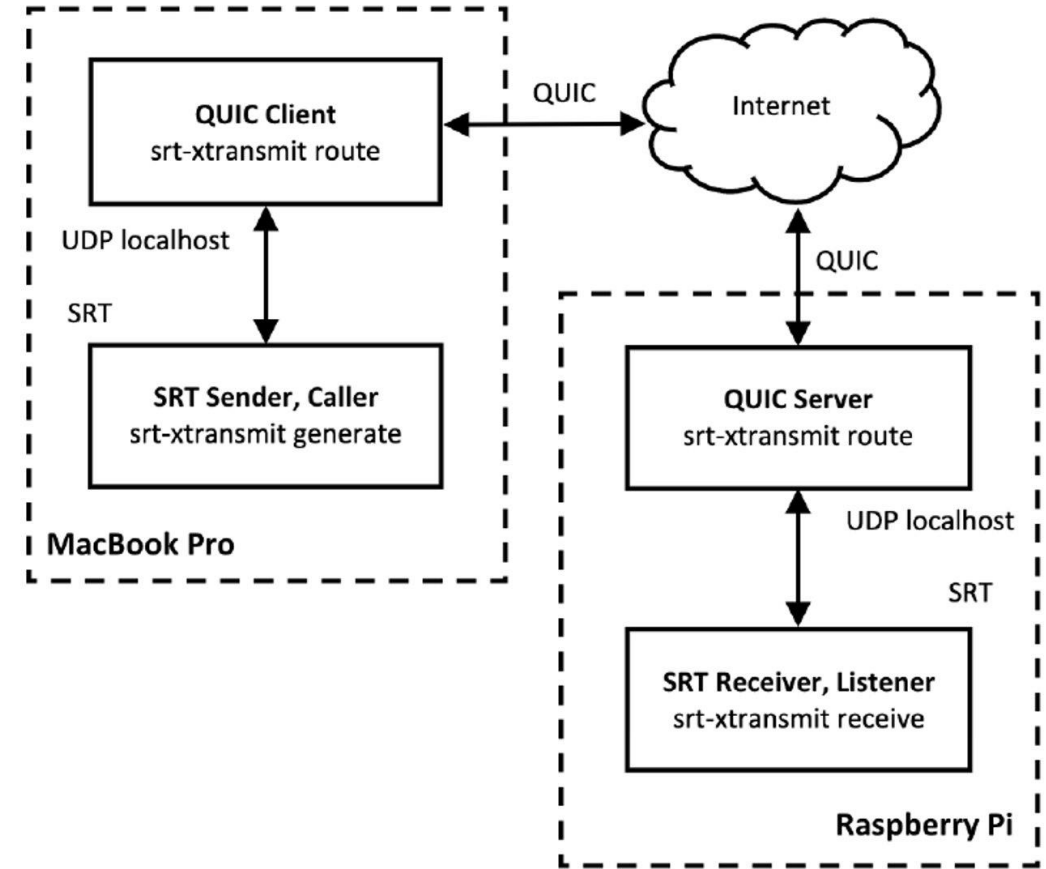 QUIC Client
srt-xtransmit route
QUIC
Internet
UDP localhost
SRT
QUIC
SRT Sender, Caller
srt-xtransmit generate
MacBook Pro
QUIC Server
srt-xtransmit route
UDP localhost
SRT
SRT Receiver, Listener
srt-xtransmit receive
Raspberry Pi